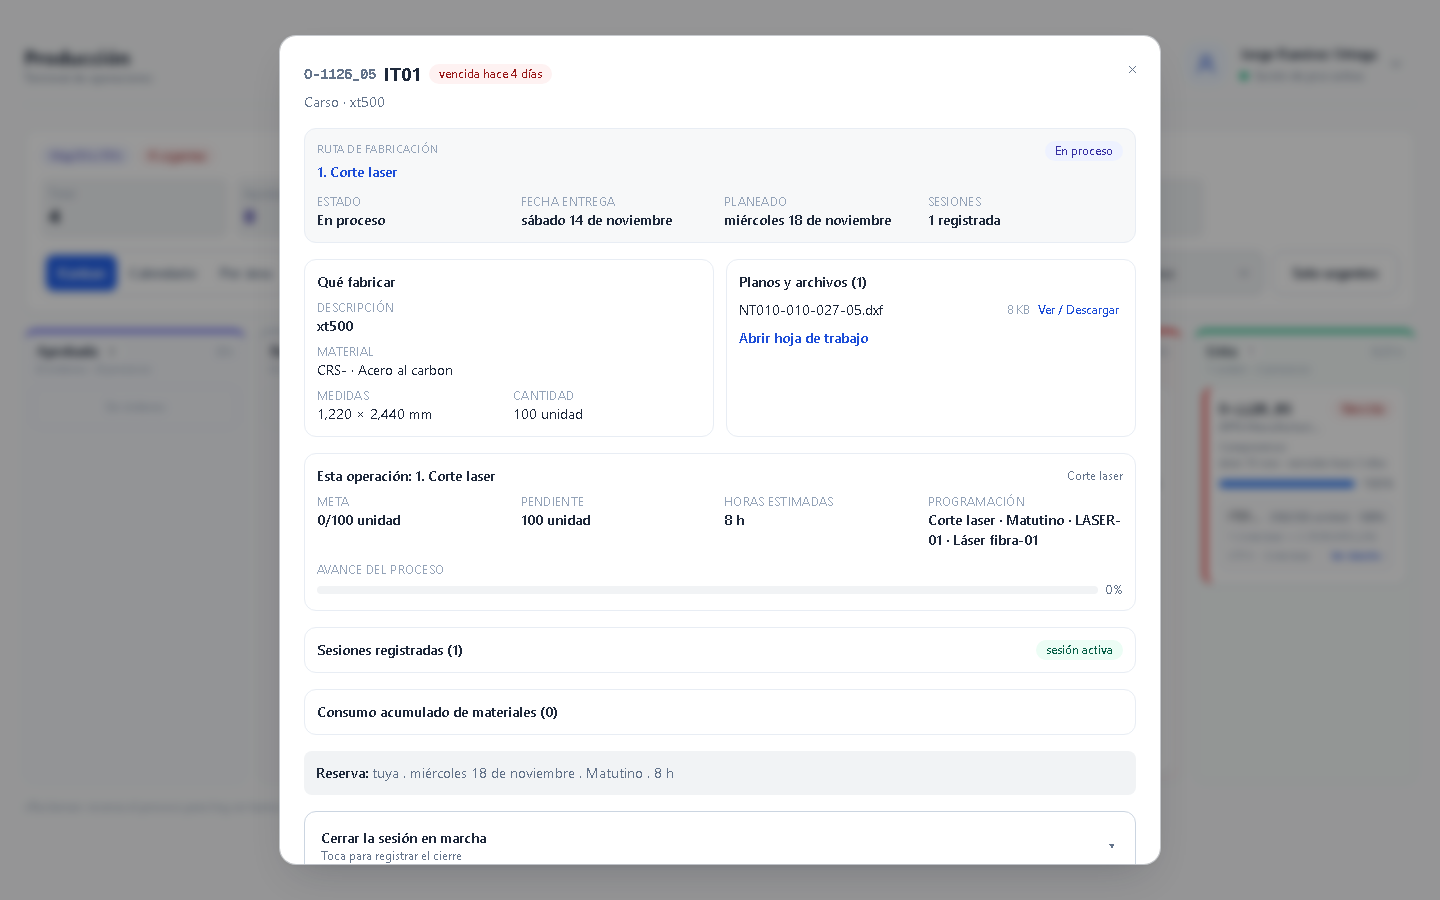 Producción
O-1126_05 IT01 vencida hace 4 días
×
Carso · xt500
RUTA DE FABRICACIÓN
En proceso
1. Corte laser
ESTADO FECHA ENTREGA PLANEADO SESIONES
En proceso sábado 14 de noviembre miércoles 18 de noviembre 1 registrada
Qué fabricar
DESCRIPCIÓN
xt500
MATERIAL
CRS- · Acero al carbon
MEDIDAS CANTIDAD
1,220 × 2,440 mm 100 unidad
Planos y archivos (1)
NT010-010-027-05.dxf 8 KB Ver / Descargar
Abrir hoja de trabajo
Esta operación: 1. Corte laser Corte laser
META PENDIENTE HORAS ESTIMADAS PROGRAMACIÓN
0/100 unidad 100 unidad 8 h Corte laser · Matutino · LASER-
01 · Láser fibra-01
AVANCE DEL PROCESO
0%
Sesiones registradas (1) sesión activa
Consumo acumulado de materiales (0)
Reserva: tuya . miércoles 18 de noviembre . Matutino . 8 h
Cerrar la sesión en marcha
Toca para registrar el cierre